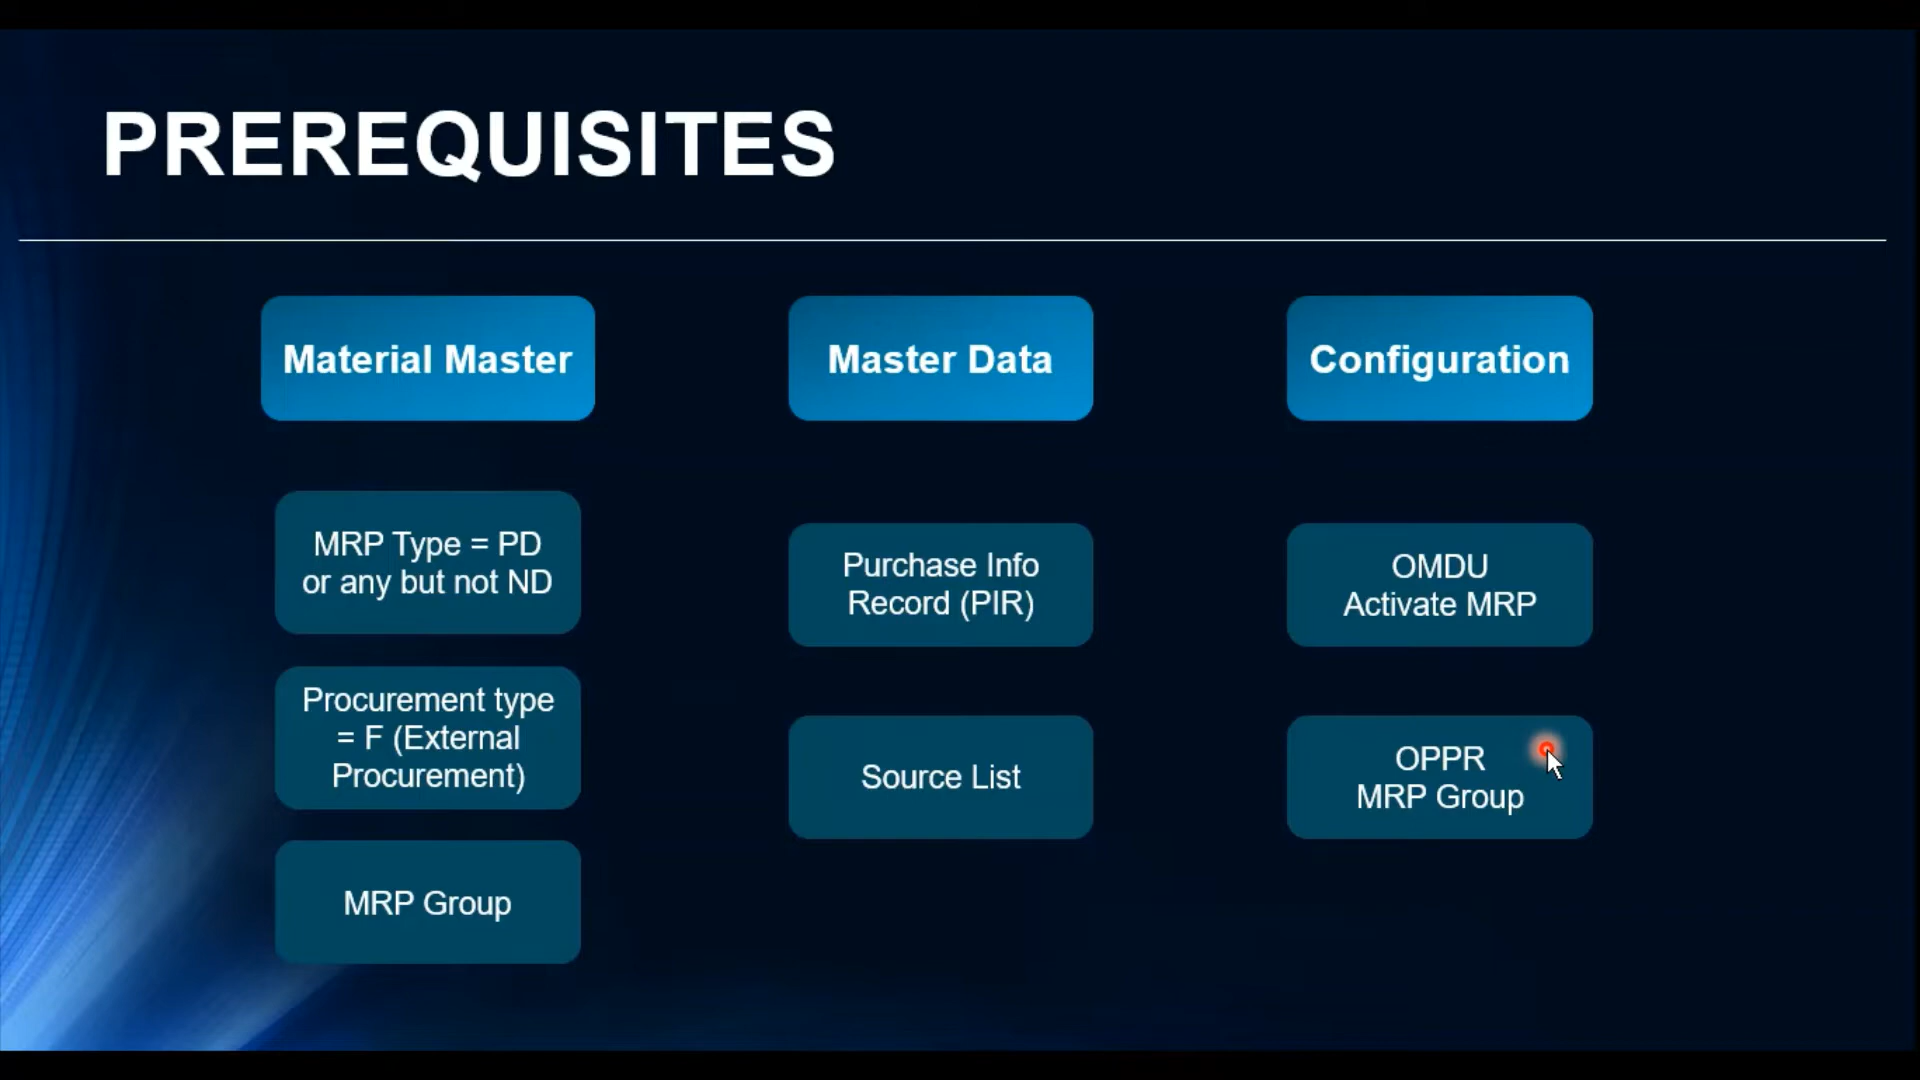 PREREQUISITES
Material Master
MRP Type = PD
or any but not ND
Procurement type
= F (External
Procurement)
MRP Group
Master Data
Purchase Info
Record (PIR)
Source List
Configuration
OMDU
Activate MRP
OPPR
MRP Group